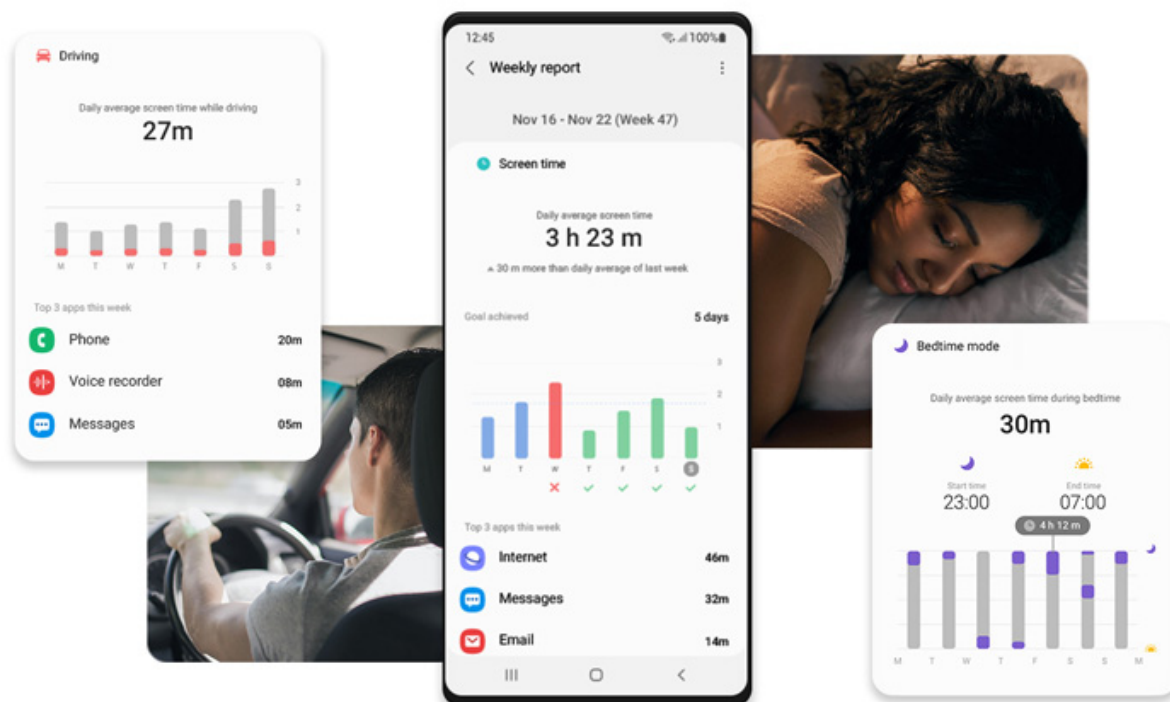 Driving
Daily average screen time while driving
27m
3
2
1
M T W T F S S
Top 3 apps this week
Phone 20m
Voice recorder 08m
Messages 05m
12:45 100%
Weekly report
Nov 16 - Nov 22 (Week 47)
Screen time
Daily average screen time
3 h 23 m
30 m more than daily average of last week
Goal achieved 5 days
3
2
1
M T W T F S S
Top 3 apps this week
Internet 46m
Messages 32m
Email 14m
Bedtime mode
Daily average screen time during bedtime
30m
Start time End time
23:00 07:00
4 h 12 m
M T W T F S S M